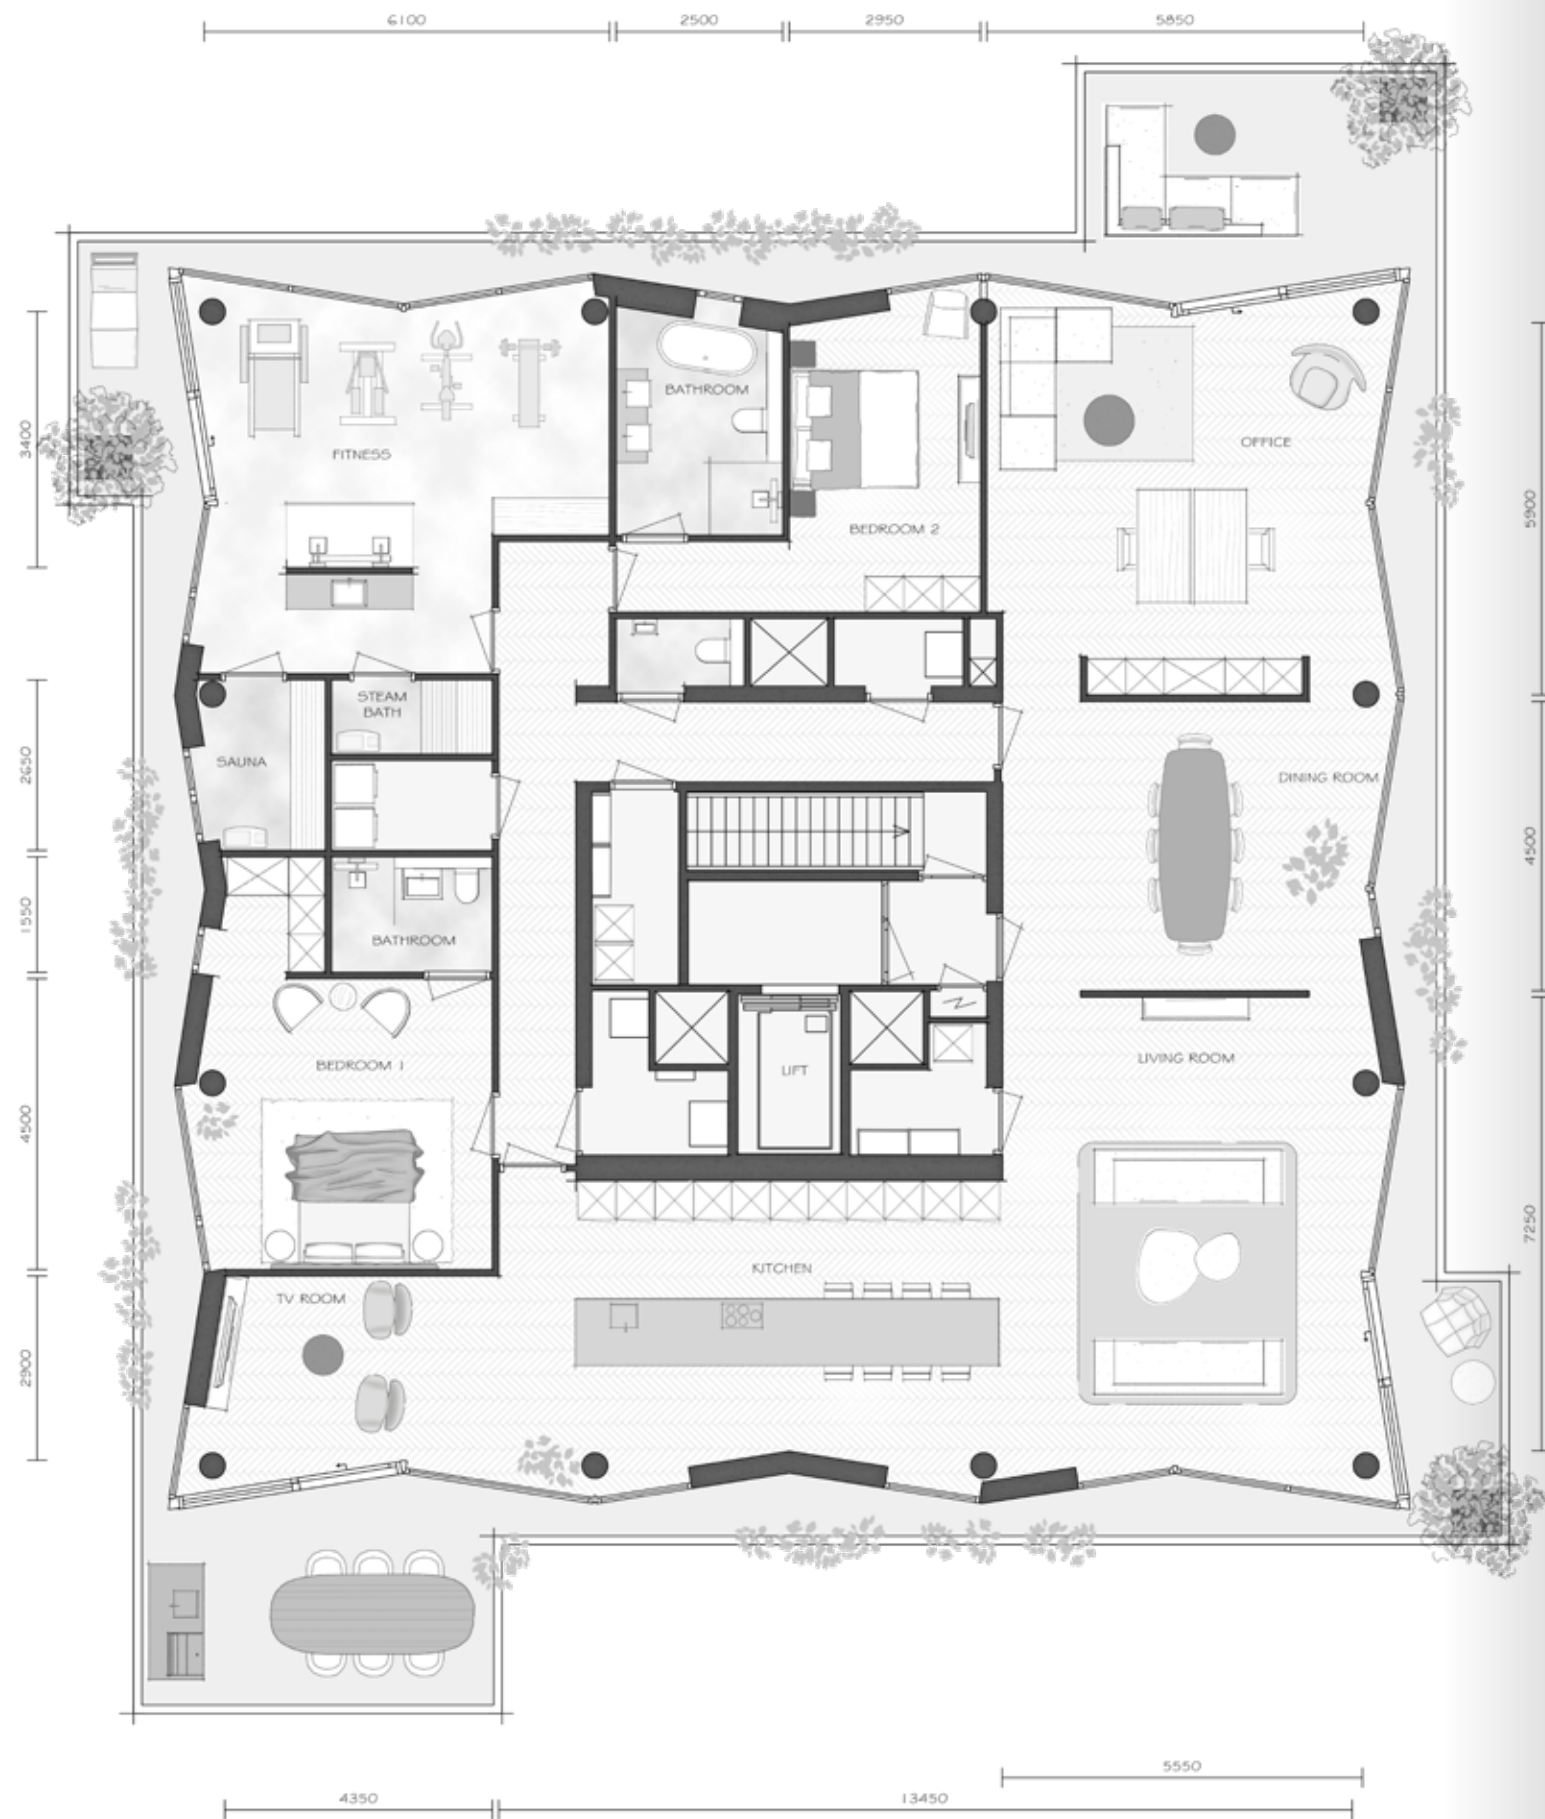 6100
2500
2950
5850
BATHROOM
3400
OFFICE
FITNESS
5900
BEDROOM 2
STEAM
BATH
SAUNA
2650
DINING ROOM
4500
1550
BATHROOM
LIVING ROOM
BEDROOM 1
LIFT
4500
7250
KITCHEN
TV ROOM
2900
5550
4350
13450